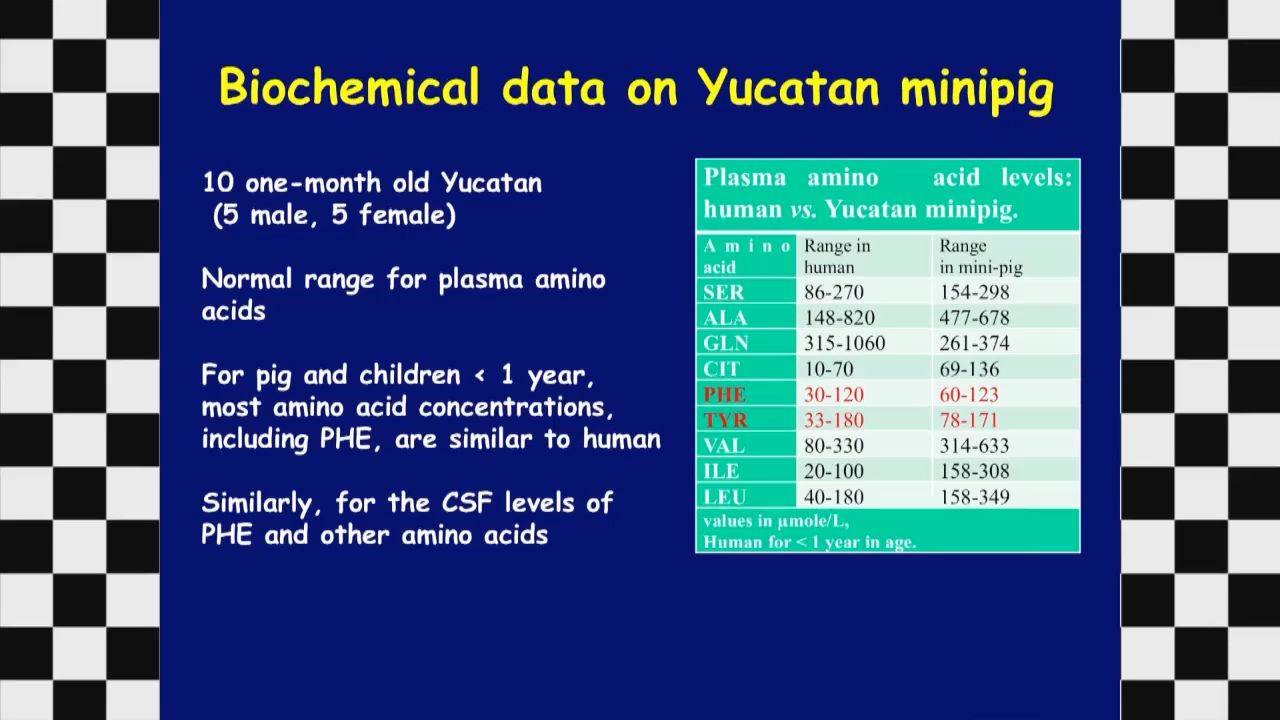 Biochemical data on Yucatan minipig
10 one-month old Yucatan
(5 male, 5 female)
Normal range for plasma amino
acids
For pig and children < 1 year,
most amino acid concentrations,
including PHE, are similar to human
Similarly, for the CSF levels of
PHE and other amino acids
Plasma amino acid levels:
human vs. Yucatan minipig.
Amino acid Range in human Range in mini-pig
SER 86-270 154-298
ALA 148-820 477-678
GLN 315-1060 261-374
CIT 10-70 69-136
PHE 30-120 60-123
TYR 33-180 78-171
VAL 80-330 314-633
ILE 20-100 158-308
LEU 40-180 158-349
values in µmole/L,
Human for < 1 year in age.